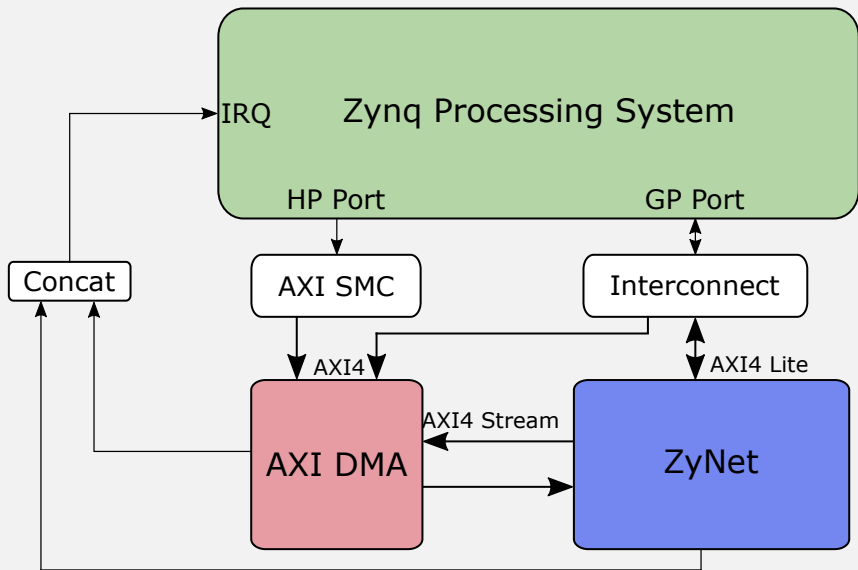 Zynq Processing System
IRQ
HP Port
GP Port
Concat
AXI SMC
Interconnect
AXI4
AXI4 Lite
AXI4 Stream
AXI DMA
ZyNet